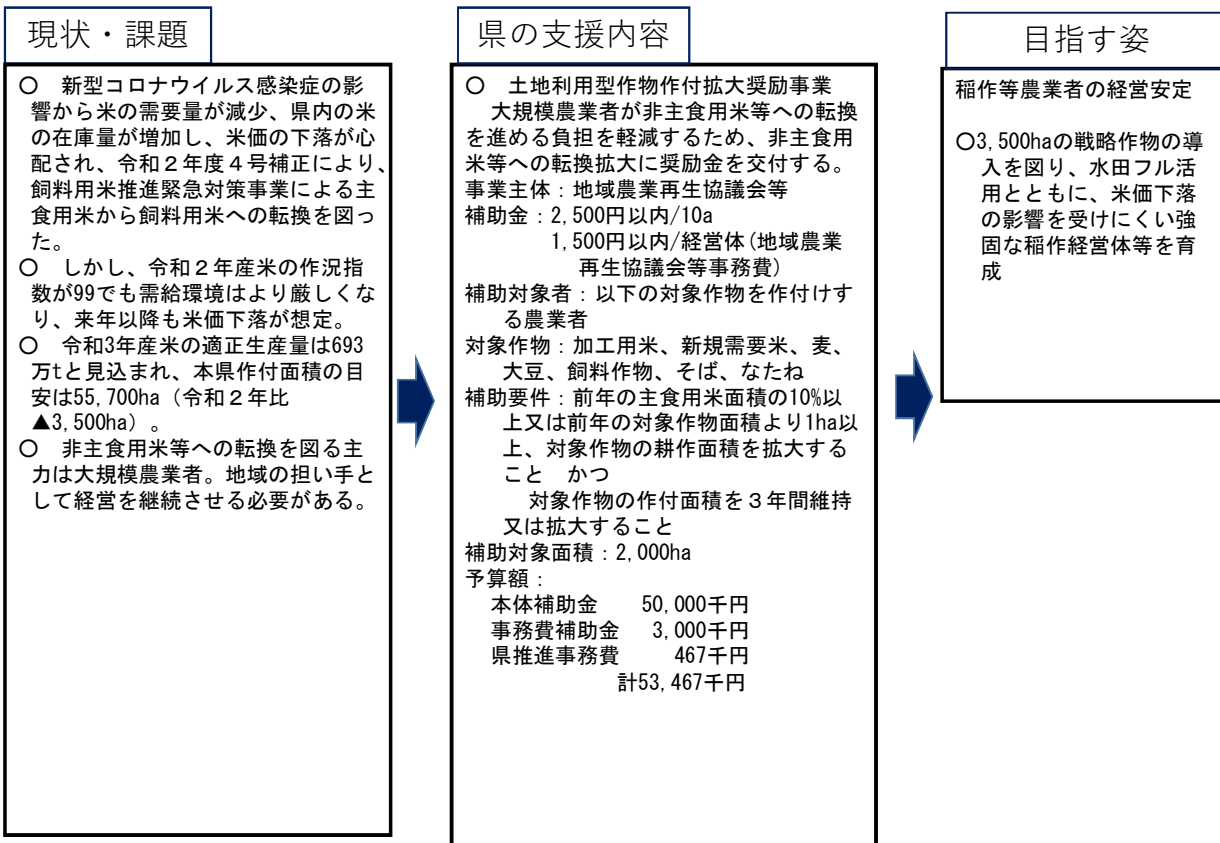 現状・課題
○　新型コロナウイルス感染症の影
響から米の需要量が減少、県内の米
の在庫量が増加し、米価の下落が心
配され、令和２年度４号補正により、
飼料用米推進緊急対策事業による主
食用米から飼料用米への転換を図っ
た。
○　しかし、令和２年産米の作況指
数が99でも需給環境はより厳しくな
り、来年以降も米価下落が想定。
○　令和3年産米の適正生産量は693
万tと見込まれ、本県作付面積の目
安は55,700ha（令和２年比
▲3,500ha）。
○　非主食用米等への転換を図る主
力は大規模農業者。地域の担い手と
して経営を継続させる必要がある。
県の支援内容
○　土地利用型作物作付拡大奨励事業
大規模農業者が非主食用米等への転換
を進める負担を軽減するため、非主食用
米等への転換拡大に奨励金を交付する。
事業主体：地域農業再生協議会等
補助金：2,500円以内/10a
1,500円以内/経営体(地域農業
再生協議会等事務費)
補助対象者：以下の対象作物を作付けす
る農業者
対象作物：加工用米、新規需要米、麦、
大豆、飼料作物、そば、なたね
補助要件：前年の主食用米面積の10%以
上又は前年の対象作物面積より1ha以
上、対象作物の耕作面積を拡大する
こと　かつ
対象作物の作付面積を３年間維持
又は拡大すること
補助対象面積：2,000ha
予算額：
本体補助金　50,000千円
事務費補助金　3,000千円
県推進事務費　467千円
計53,467千円
目指す姿
稲作等農業者の経営安定
○3,500haの戦略作物の導
入を図り、水田フル活
用とともに、米価下落
の影響を受けにくい強
固な稲作経営体等を育
成